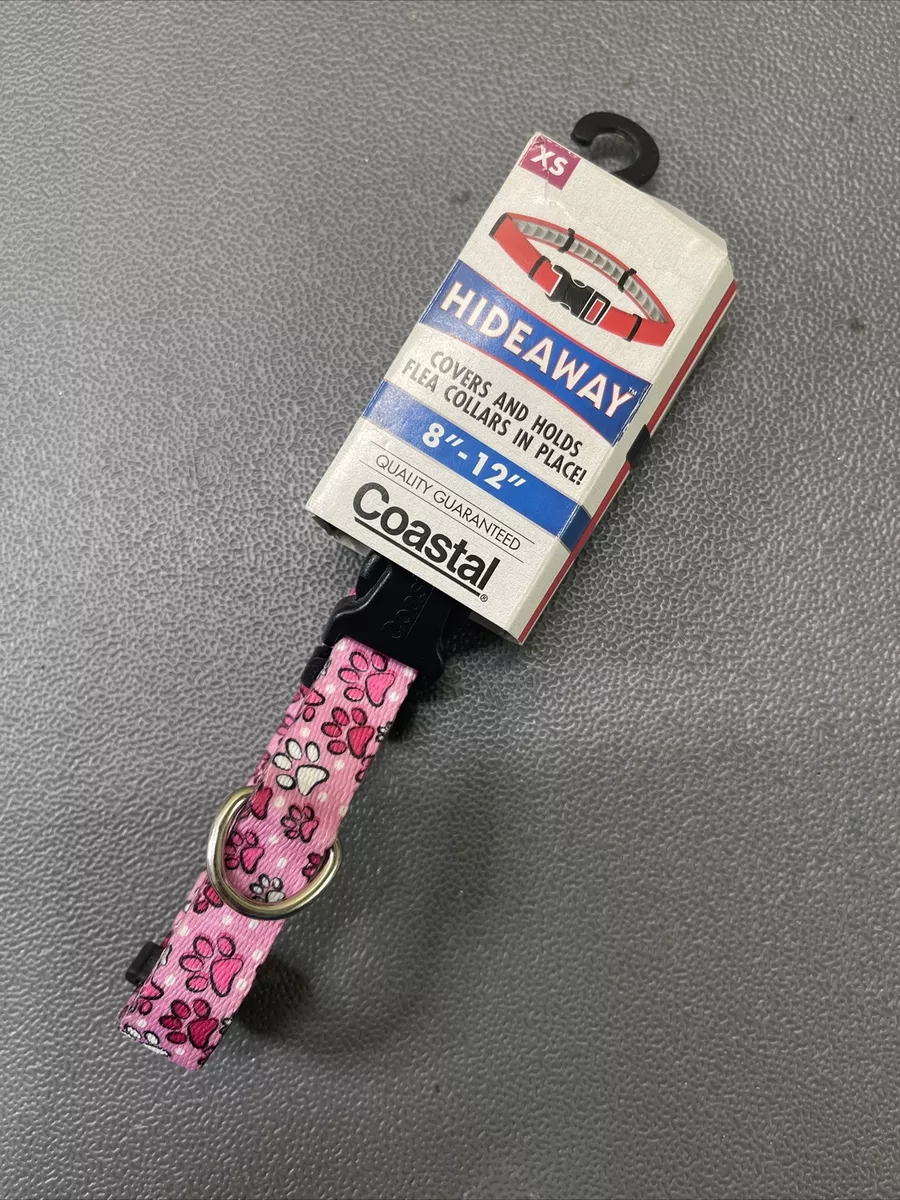 XS
HIDEAWAY™
COVERS AND HOLDS
FLEA COLLARS IN PLACE!
8"-12"
QUALITY GUARANTEED
Coastal®